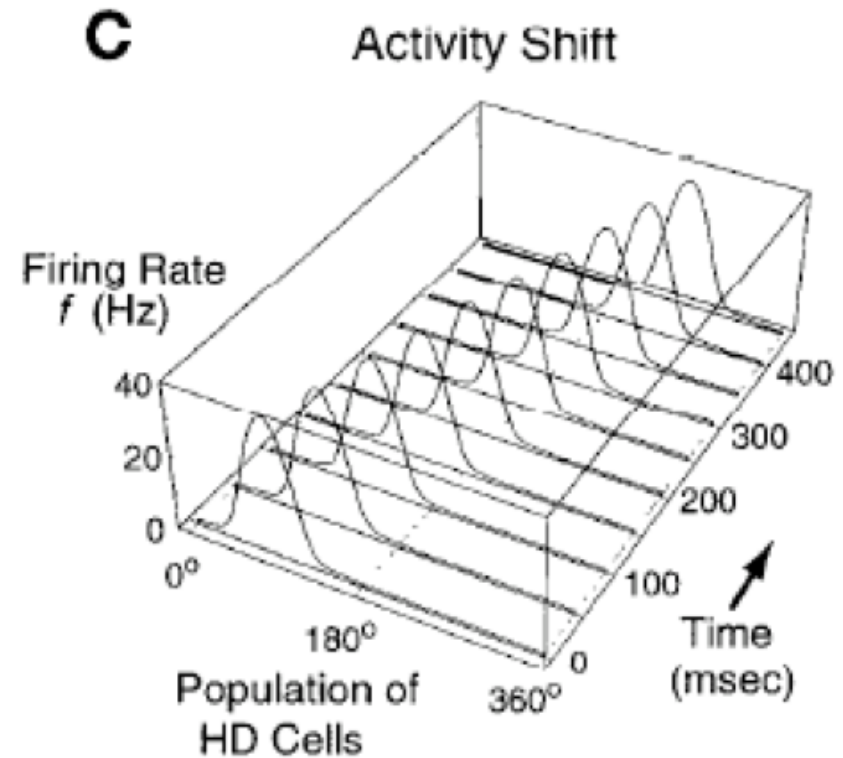 C
Activity Shift
Firing Rate
f (Hz)
40
20
0
0°
180°
360°
Population of
HD Cells
0
100
200
300
400
Time
(msec)